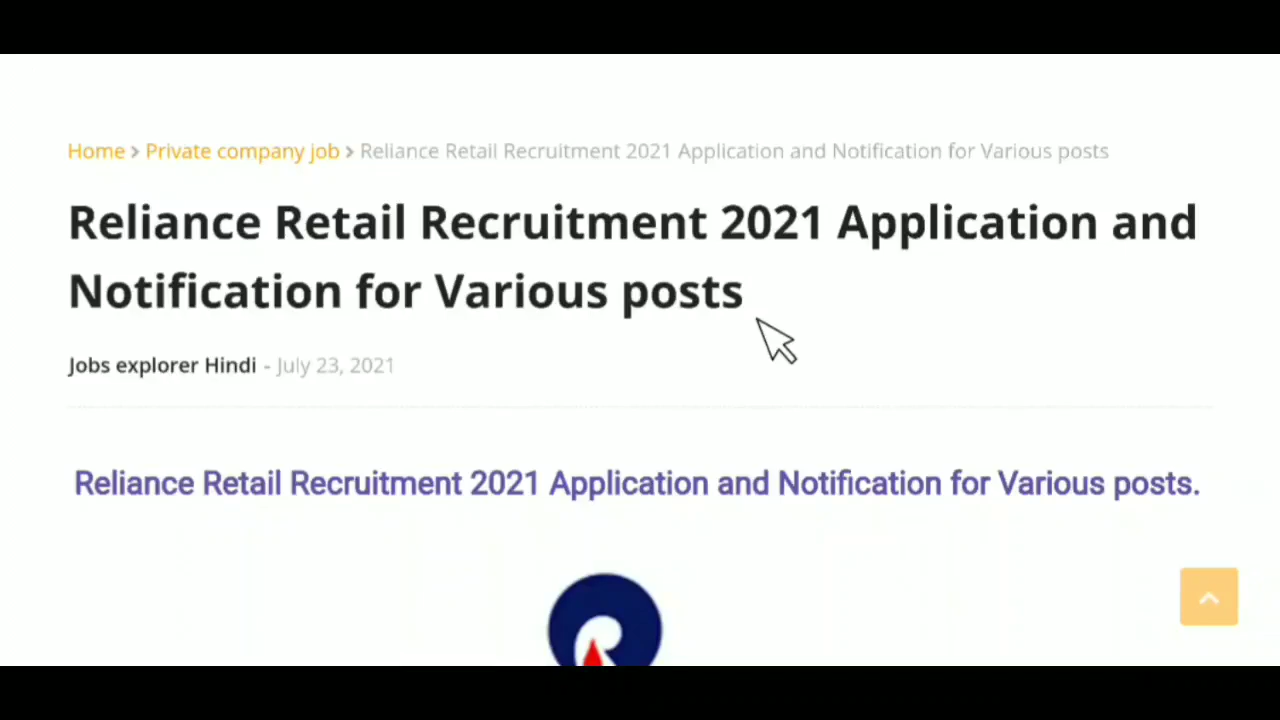 Home > Private company job > Reliance Retail Recruitment 2021 Application and Notification for Various posts
Reliance Retail Recruitment 2021 Application and
Notification for Various posts
Jobs explorer Hindi - July 23, 2021
Reliance Retail Recruitment 2021 Application and Notification for Various posts.